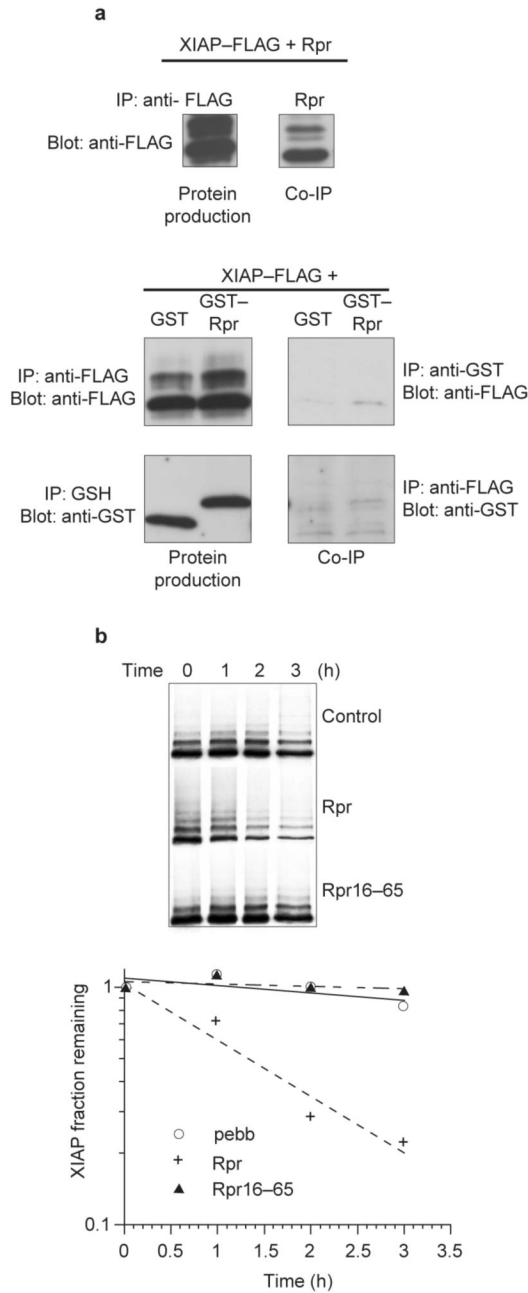 a
XIAP–FLAG + Rpr
IP: anti- FLAG Rpr
Blot: anti-FLAG
Protein production Co-IP
XIAP–FLAG +
GST GST–Rpr GST GST–Rpr
IP: anti-FLAG
Blot: anti-FLAG
IP: anti-GST
Blot: anti-FLAG
IP: GSH
Blot: anti-GST
IP: anti-FLAG
Blot: anti-GST
Protein production Co-IP
b
Time 0 1 2 3 (h)
Control
Rpr
Rpr16–65
XIAP fraction remaining
1
pebb
Rpr
Rpr16–65
0.1
0 0.5 1 1.5 2 2.5 3 3.5
Time (h)